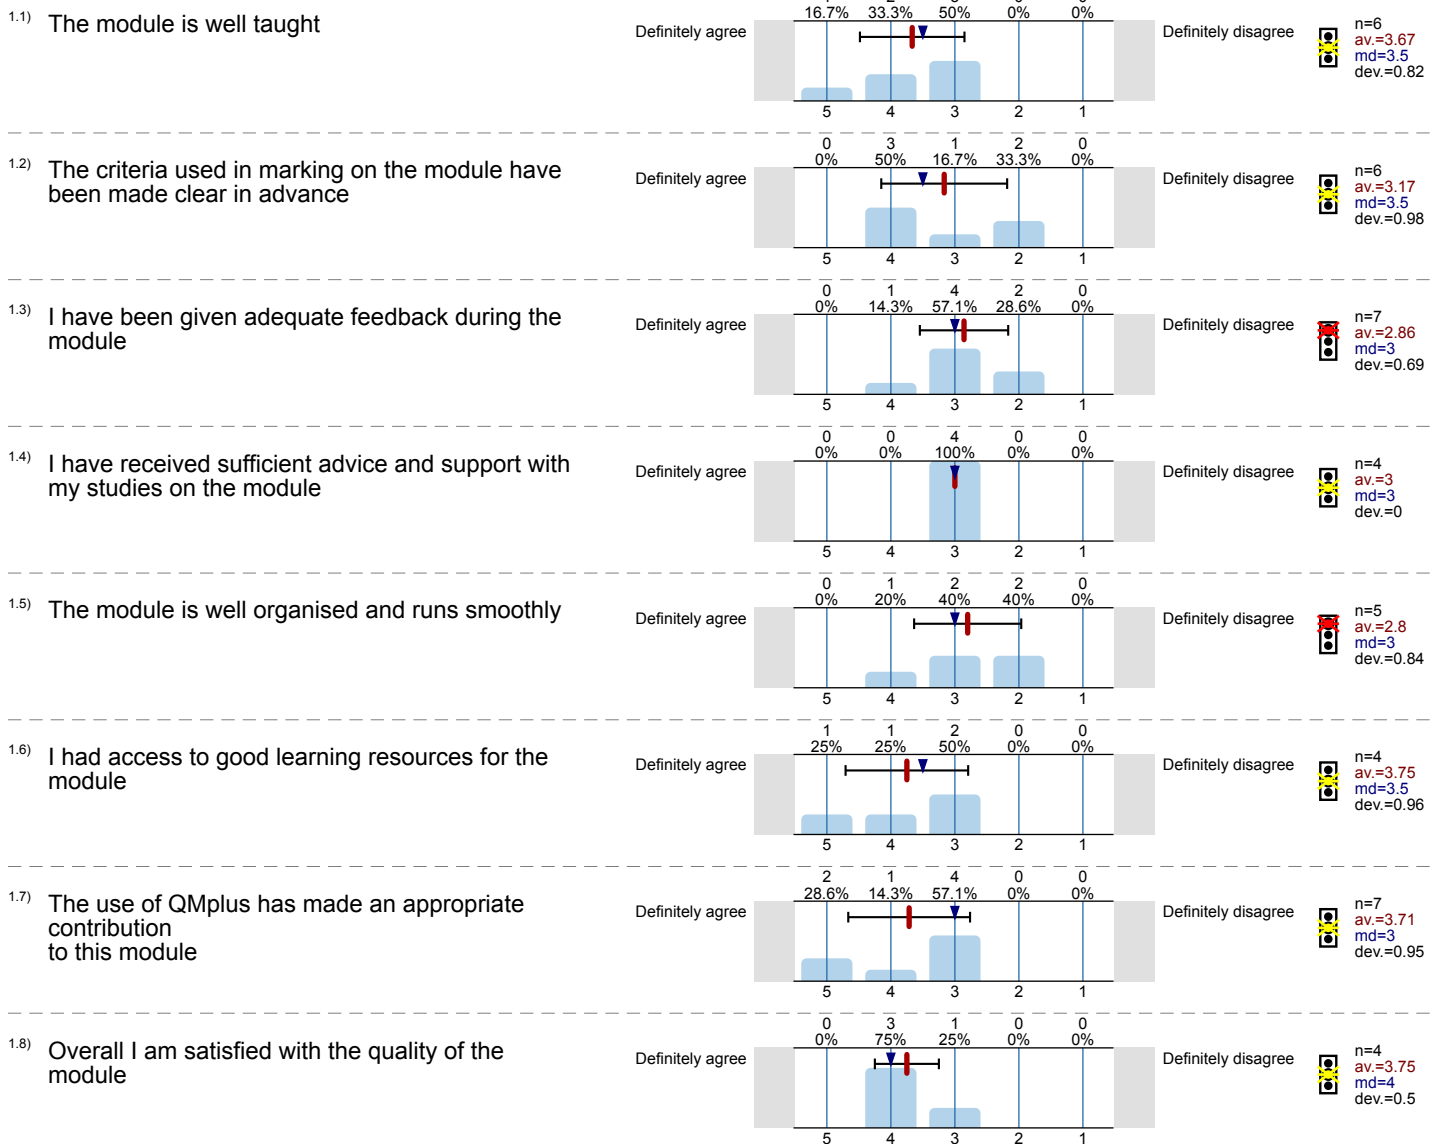 1 2 3 0 0
16.7% 33.3% 50% 0% 0%
1.1) The module is well taught
Definitely agree
Definitely disagree
n=6
av.=3.67
md=3.5
dev.=0.82
5 4 3 2 1
0 3 1 2 0
0% 50% 16.7% 33.3% 0%
1.2) The criteria used in marking on the module have
been made clear in advance
Definitely agree
Definitely disagree
n=6
av.=3.17
md=3.5
dev.=0.98
5 4 3 2 1
0 1 4 2 0
0% 14.3% 57.1% 28.6% 0%
1.3) I have been given adequate feedback during the
module
Definitely agree
Definitely disagree
n=7
av.=2.86
md=3
dev.=0.69
5 4 3 2 1
0 0 4 0 0
0% 0% 100% 0% 0%
1.4) I have received sufficient advice and support with
my studies on the module
Definitely agree
Definitely disagree
n=4
av.=3
md=3
dev.=0
5 4 3 2 1
0 1 2 2 0
0% 20% 40% 40% 0%
1.5) The module is well organised and runs smoothly
Definitely agree
Definitely disagree
n=5
av.=2.8
md=3
dev.=0.84
5 4 3 2 1
1 1 2 0 0
25% 25% 50% 0% 0%
1.6) I had access to good learning resources for the
module
Definitely agree
Definitely disagree
n=4
av.=3.75
md=3.5
dev.=0.96
5 4 3 2 1
2 1 4 0 0
28.6% 14.3% 57.1% 0% 0%
1.7) The use of QMplus has made an appropriate
contribution
to this module
Definitely agree
Definitely disagree
n=7
av.=3.71
md=3
dev.=0.95
5 4 3 2 1
0 3 1 0 0
0% 75% 25% 0% 0%
1.8) Overall I am satisfied with the quality of the
module
Definitely agree
Definitely disagree
n=4
av.=3.75
md=4
dev.=0.5
5 4 3 2 1